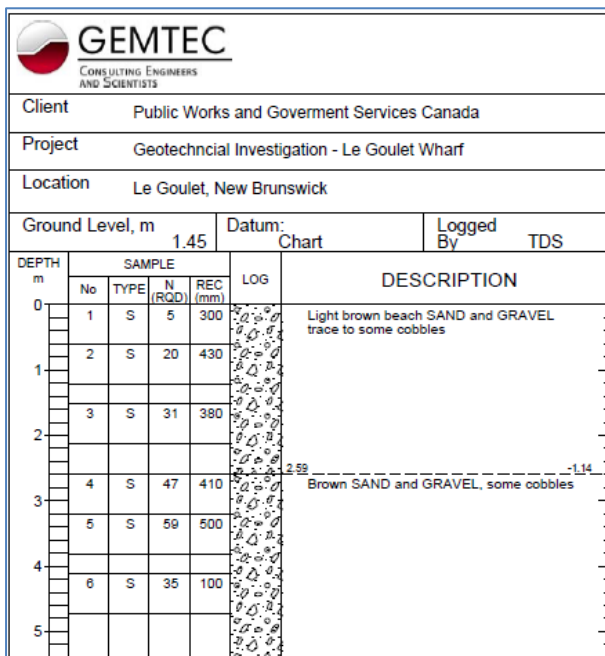 GEMTEC
CONSULTING ENGINEERS
AND SCIENTISTS
Client Public Works and Goverment Services Canada
Project Geotechncial Investigation - Le Goulet Wharf
Location Le Goulet, New Brunswick
Ground Level, m 1.45 Datum: Chart Logged By TDS
DEPTH m SAMPLE LOG DESCRIPTION
No TYPE N (RQD) REC (mm)
0
1 S 5 300 Light brown beach SAND and GRAVEL
trace to some cobbles
2 S 20 430
1
3 S 31 380
2
2.59 -1.14
4 S 47 410 Brown SAND and GRAVEL, some cobbles
3
5 S 59 500
4
6 S 35 100
5